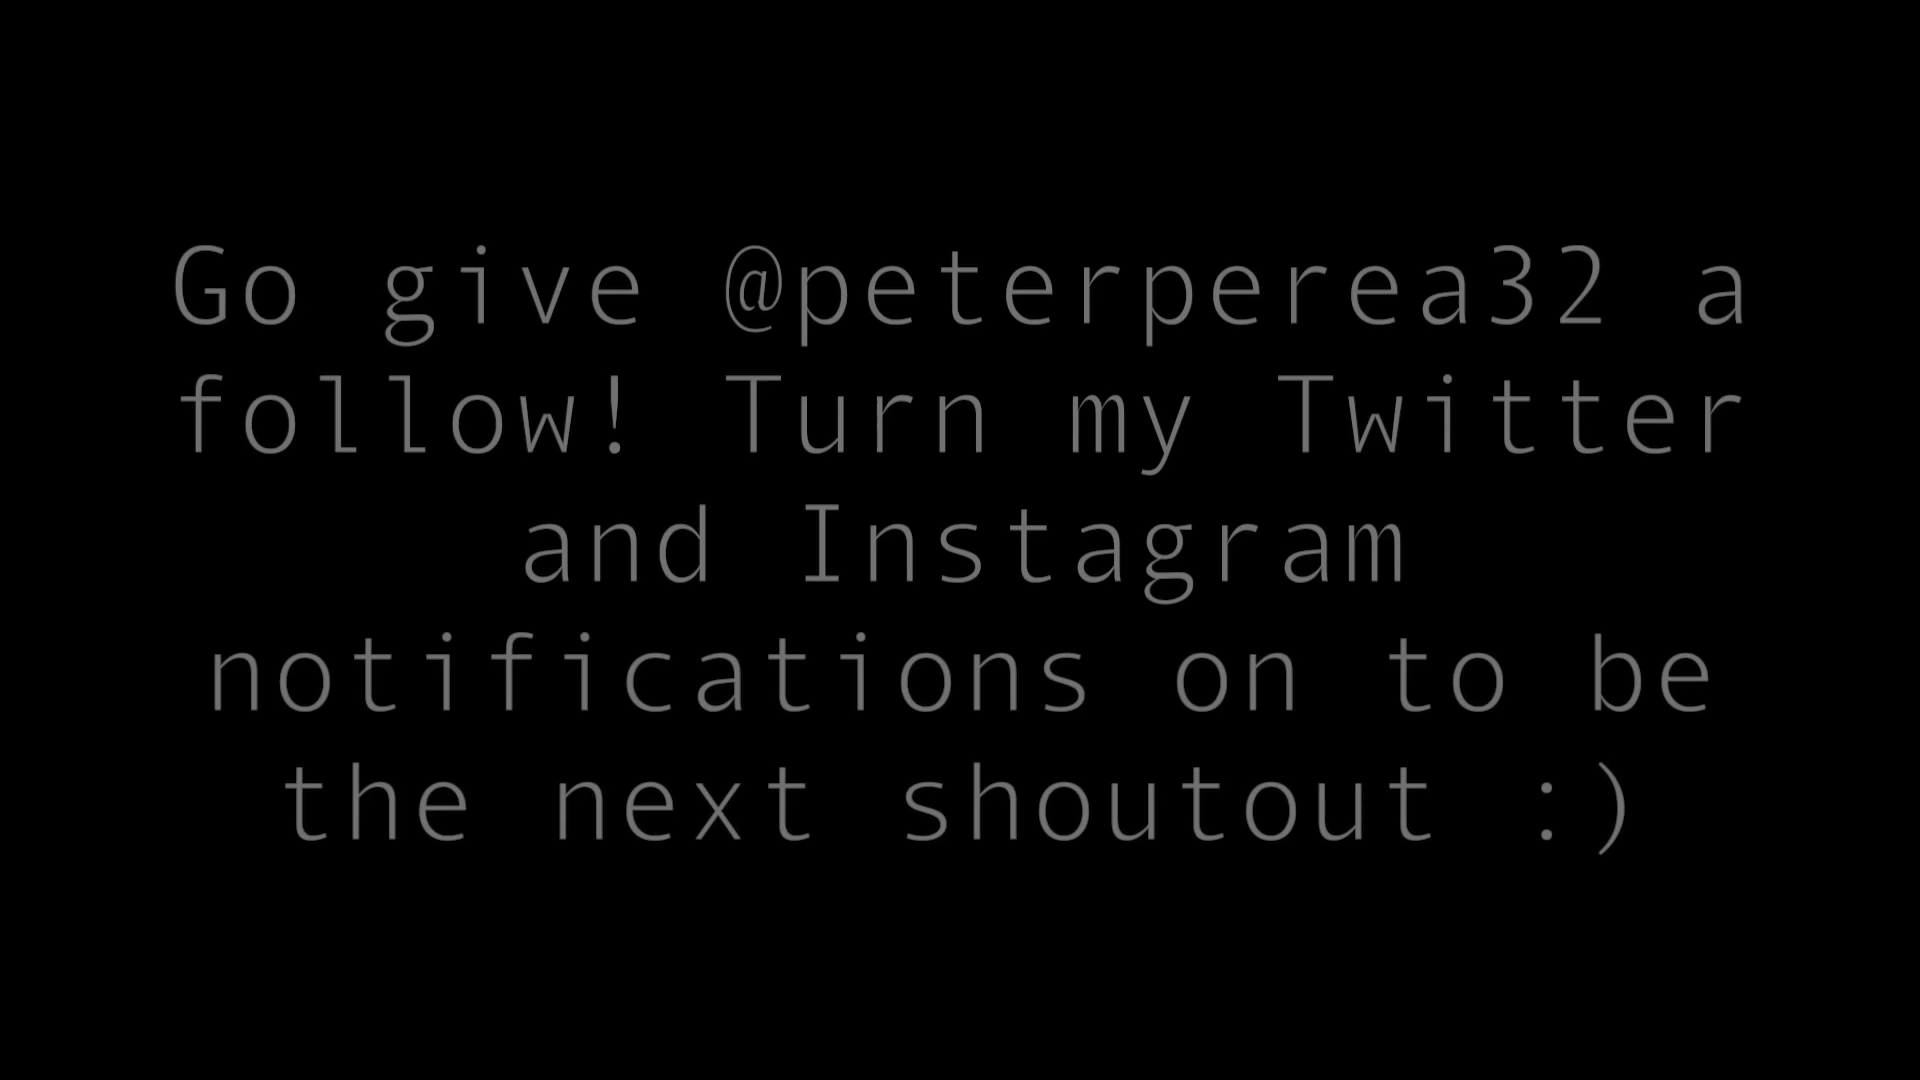 Go give @peterperea32 a
follow! Turn my Twitter
and Instagram
notifications on to be
the next shoutout :)